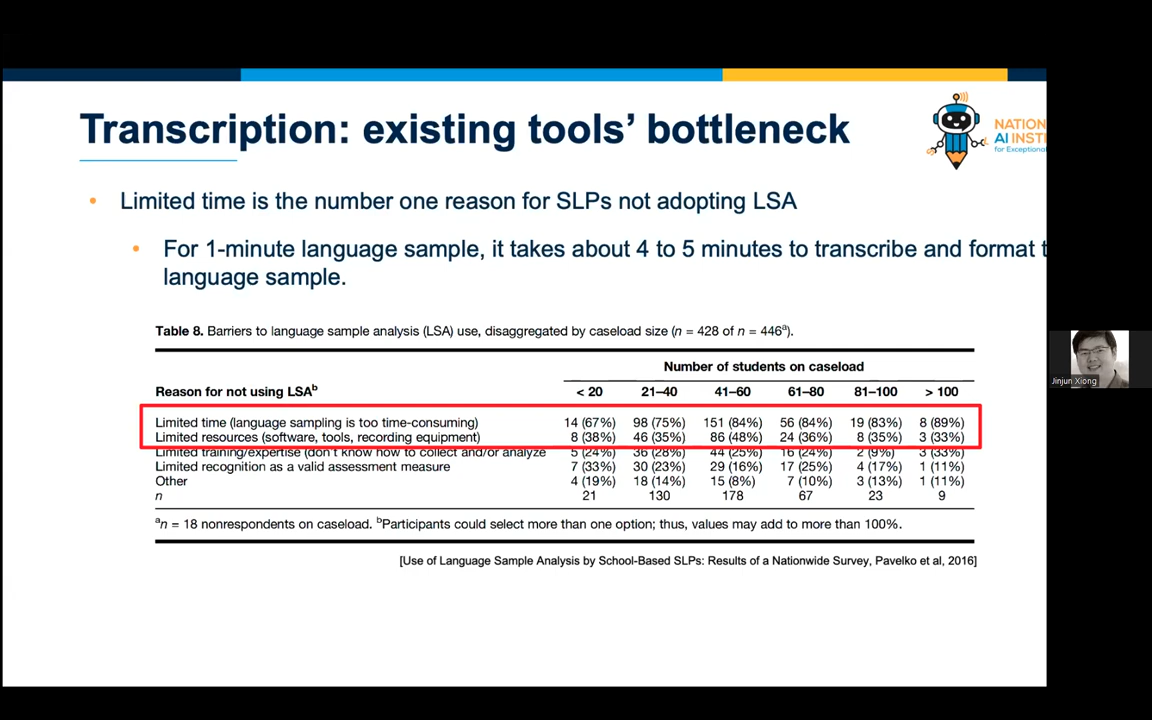 Transcription: existing tools' bottleneck
NATION
AI INSTI
for Exceptional
• Limited time is the number one reason for SLPs not adopting LSA
• For 1-minute language sample, it takes about 4 to 5 minutes to transcribe and format
language sample.
Table 8. Barriers to language sample analysis (LSA) use, disaggregated by caseload size (n = 428 of n = 446a).
Number of students on caseload
Reason for not using LSAb < 20 21–40 41–60 61–80 81–100 > 100
Limited time (language sampling is too time-consuming) 14 (67%) 98 (75%) 151 (84%) 56 (84%) 19 (83%) 8 (89%)
Limited resources (software, tools, recording equipment) 8 (38%) 46 (35%) 86 (48%) 24 (36%) 8 (35%) 3 (33%)
Limited training/expertise (don't know how to collect and/or analyze 5 (24%) 36 (28%) 44 (25%) 16 (24%) 2 (9%) 3 (33%)
Limited recognition as a valid assessment measure 7 (33%) 30 (23%) 29 (16%) 17 (25%) 4 (17%) 1 (11%)
Other 4 (19%) 18 (14%) 15 (8%) 7 (10%) 3 (13%) 1 (11%)
n 21 130 178 67 23 9
an = 18 nonrespondents on caseload. bParticipants could select more than one option; thus, values may add to more than 100%.
[Use of Language Sample Analysis by School-Based SLPs: Results of a Nationwide Survey, Pavelko et al, 2016]
Jinjun Xiong